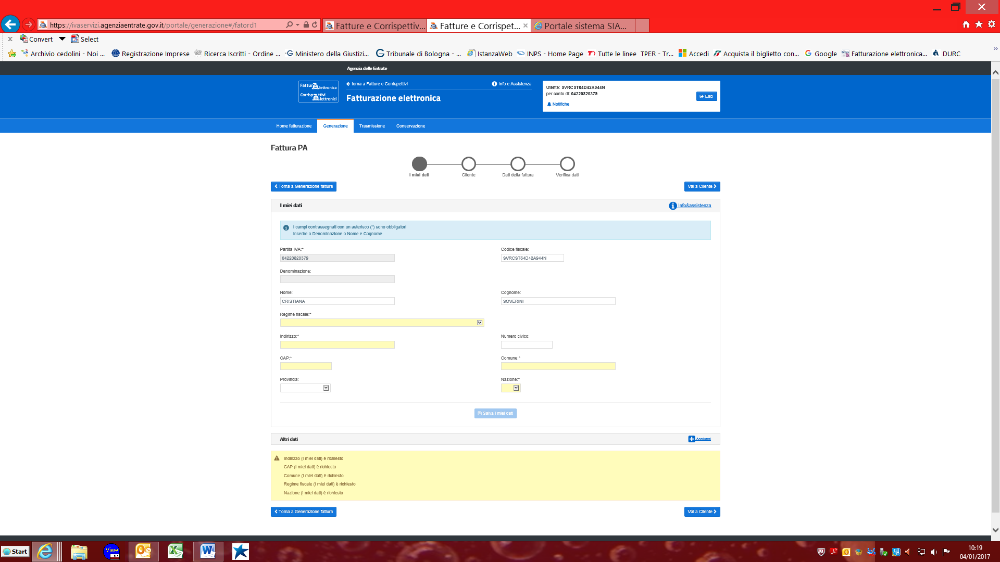 https://ivaservizi.agenziaentrate.gov.it/portale/generazione#/fatord1
Fatture e Corrispettiv...
Fatture e Corrispet...
Portale sistema SIA...
Convert
Select
Archivio cedolini - Noi ...
Registrazione Imprese
Ricerca Iscritti - Ordine ...
Ministero della Giustizi...
Tribunale di Bologna - ...
IstanzaWeb
INPS - Home Page
Tutte le linee TPER - Tr...
Accedi
Acquista il biglietto con...
Google
Fatturazione elettronica...
DURC
Agenzia delle Entrate
Fattur@ elettronica
Corrispettivi elettronici
torna a Fatture e Corrispettivi
Info e Assistenza
Fatturazione elettronica
Utente: SVRCST64D42A944N
per conto di: 04220820379
Notifiche
Esci
Home fatturazione
Generazione
Trasmissione
Conservazione
Fattura PA
I miei dati
Cliente
Dati della fattura
Verifica dati
Torna a Generazione fattura
Vai a Cliente
I miei dati
Info&assistenza
I campi contrassegnati con un asterisco (*) sono obbligatori
Inserire o Denominazione o Nome e Cognome
Partita IVA:*
Codice fiscale:
04220820379
SVRCST64D42A944N
Denominazione:
Nome:
Cognome:
CRISTIANA
SOVERINI
Regime fiscale:*
Indirizzo:*
Numero civico:
CAP:*
Comune:*
Provincia:
Nazione:*
Salva i miei dati
Altri dati
Aggiungi
Indirizzo (i miei dati) è richiesto
CAP (i miei dati) è richiesto
Comune (i miei dati) è richiesto
Regime fiscale (i miei dati) è richiesto
Nazione (i miei dati) è richiesto
Torna a Generazione fattura
Vai a Cliente
Start
View
N1
10:19
04/01/2017